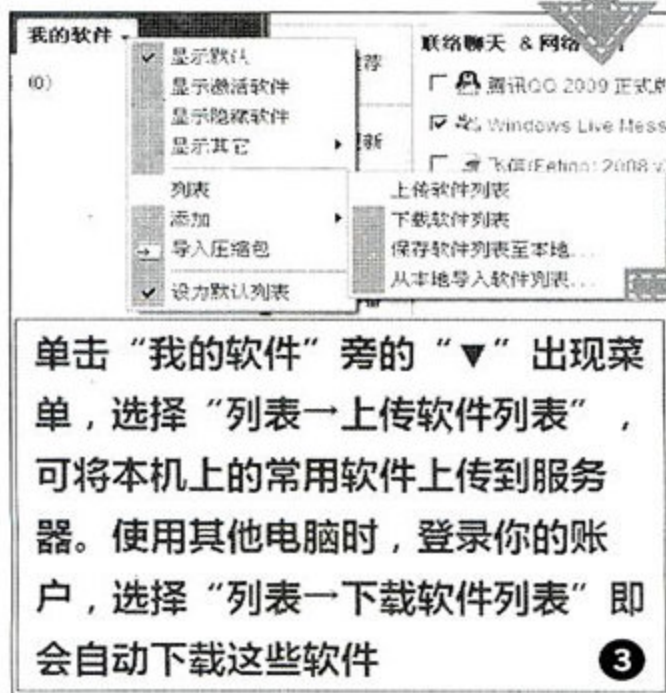 我的软件
联络聊天 & 网络
(0)
显示默认
显示激活软件
显示隐藏软件
显示其它
列表
添加
导入压缩包
设为默认列表
荐
新
腾讯QQ 2009 正式
Windows Live Mess
飞信(Fetion) 2008
上传软件列表
下载软件列表
保存软件列表至本地...
从本地导入软件列表...
单击“我的软件”旁的“▼”出现菜
单，选择“列表→上传软件列表”，
可将本机上的常用软件上传到服务
器。使用其他电脑时，登录你的账
户，选择“列表→下载软件列表”即
会自动下载这些软件
❸